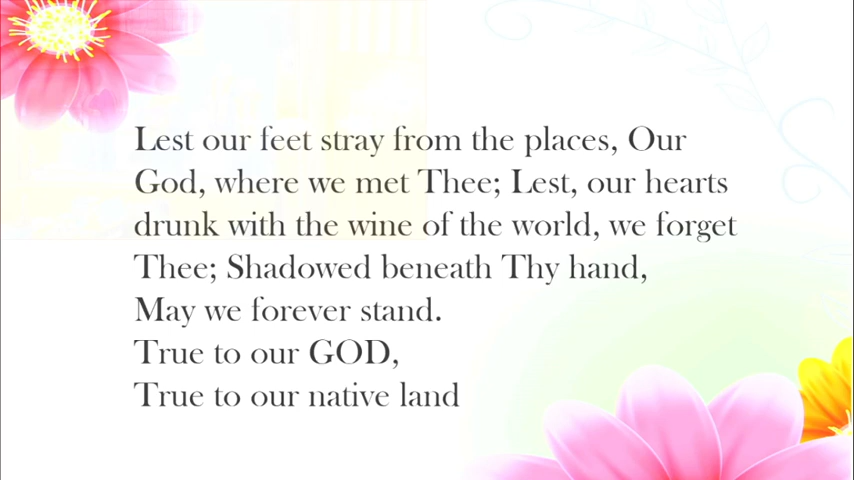 Lest our feet stray from the places, Our
God, where we met Thee; Lest, our hearts
drunk with the wine of the world, we forget
Thee; Shadowed beneath Thy hand,
May we forever stand.
True to our GOD,
True to our native land